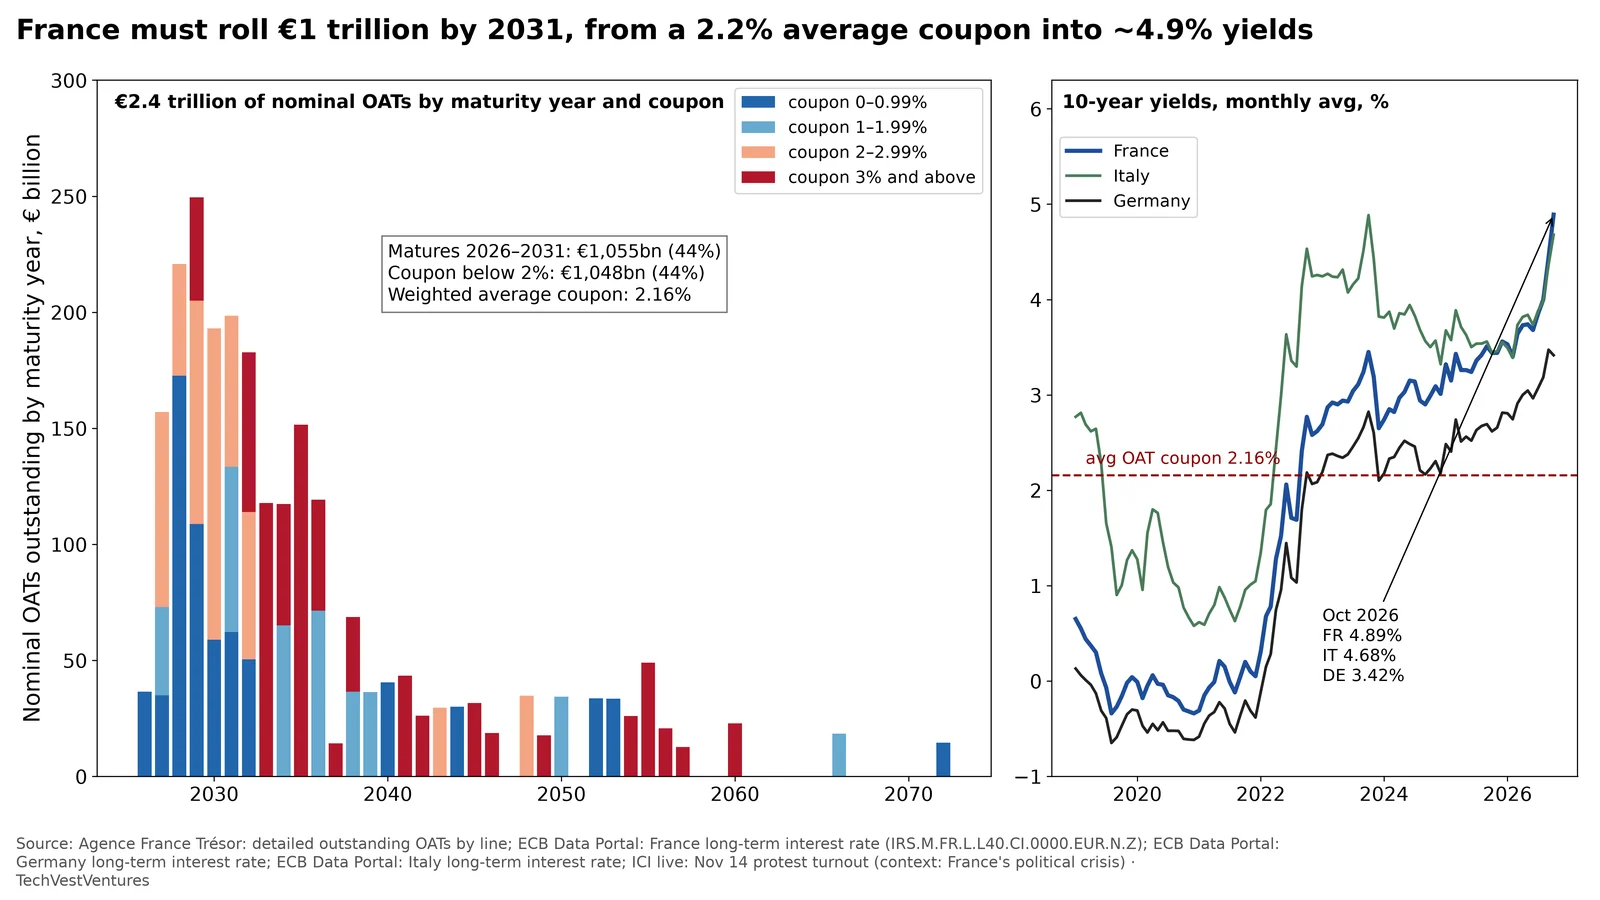 France must roll €1 trillion by 2031, from a 2.2% average coupon into ~4.9% yields
€2.4 trillion of nominal OATs by maturity year and coupon
coupon 0–0.99%
coupon 1–1.99%
coupon 2–2.99%
coupon 3% and above
Matures 2026–2031: €1,055bn (44%)
Coupon below 2%: €1,048bn (44%)
Weighted average coupon: 2.16%
Nominal OATs outstanding by maturity year, € billion
300
250
200
150
100
50
0
2030
2040
2050
2060
2070
10-year yields, monthly avg, %
France
Italy
Germany
avg OAT coupon 2.16%
Oct 2026
FR 4.89%
IT 4.68%
DE 3.42%
6
5
4
3
2
1
0
−1
2020
2022
2024
2026
Source: Agence France Trésor: detailed outstanding OATs by line; ECB Data Portal: France long-term interest rate (IRS.M.FR.L.L40.CI.0000.EUR.N.Z); ECB Data Portal:
Germany long-term interest rate; ECB Data Portal: Italy long-term interest rate; ICI live: Nov 14 protest turnout (context: France's political crisis) ·
TechVestVentures